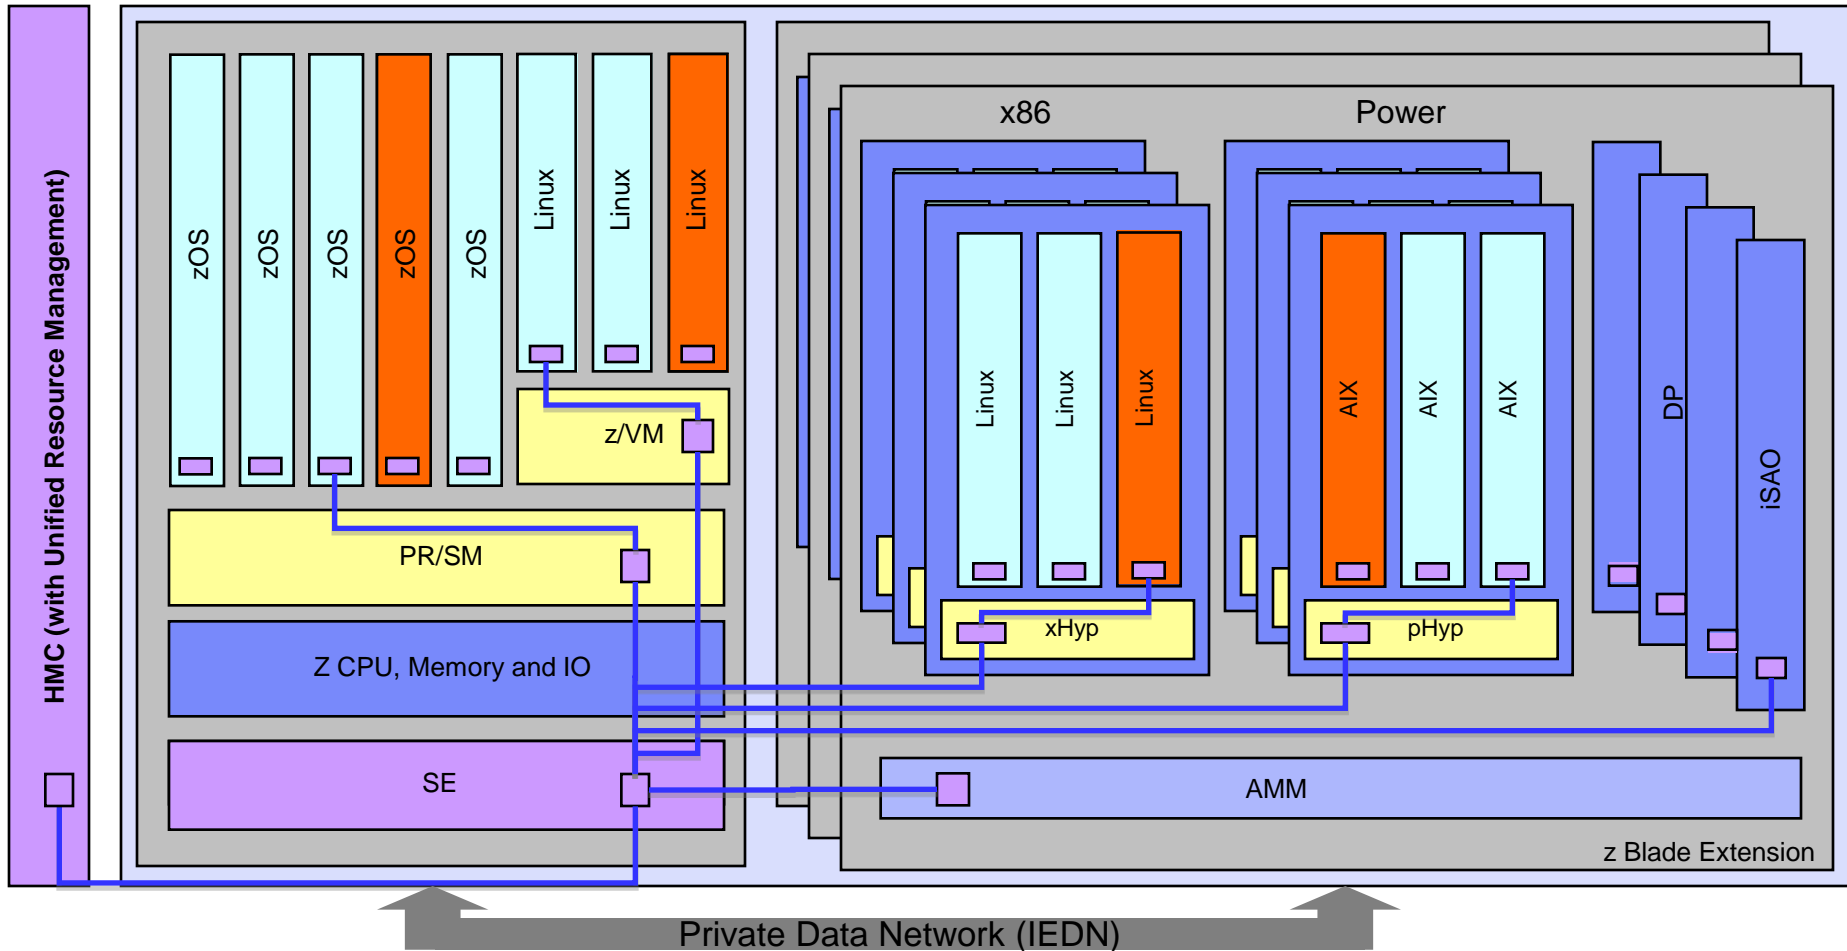 HMC (with Unified Resource Management)
zOS
zOS
zOS
zOS
zOS
Linux
Linux
Linux
z/VM
PR/SM
Z CPU, Memory and IO
SE
x86
Power
Linux
Linux
Linux
xHyp
AIX
AIX
AIX
pHyp
DP
iSAO
AMM
z Blade Extension
Private Data Network (IEDN)